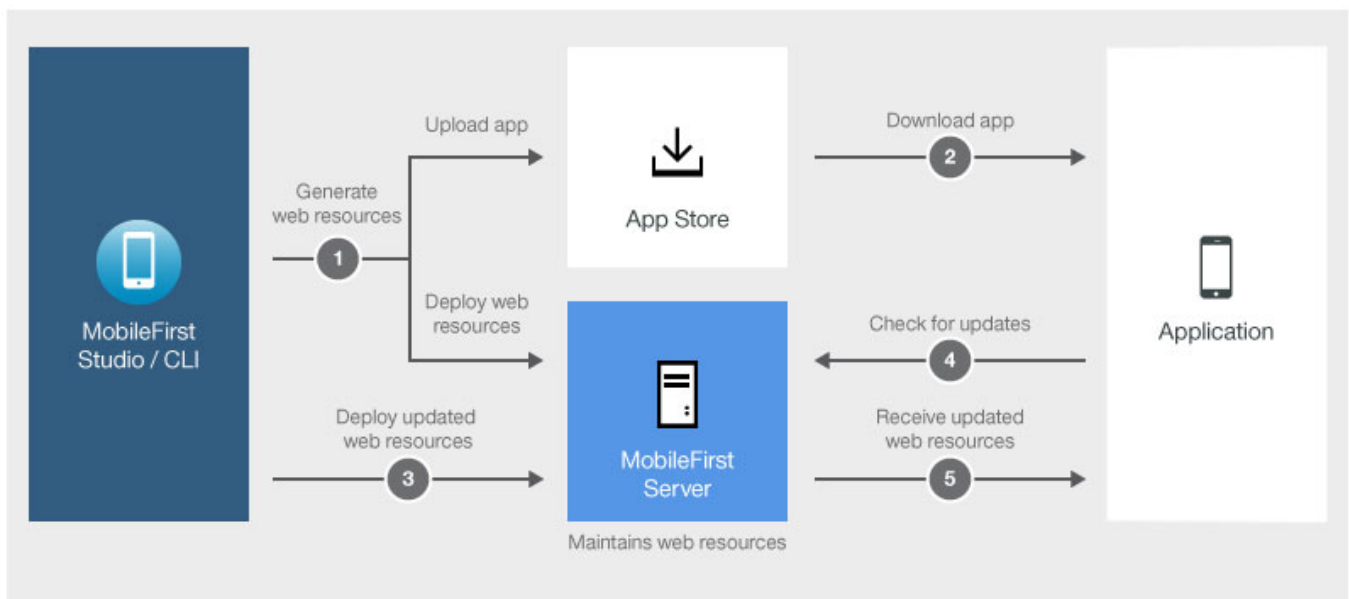 Upload app
Download app
2
Generate
web resources
1
App Store
MobileFirst
Studio / CLI
Deploy web
resources
Check for updates
4
Application
Deploy updated
web resources
3
MobileFirst
Server
Receive updated
web resources
5
Maintains web resources